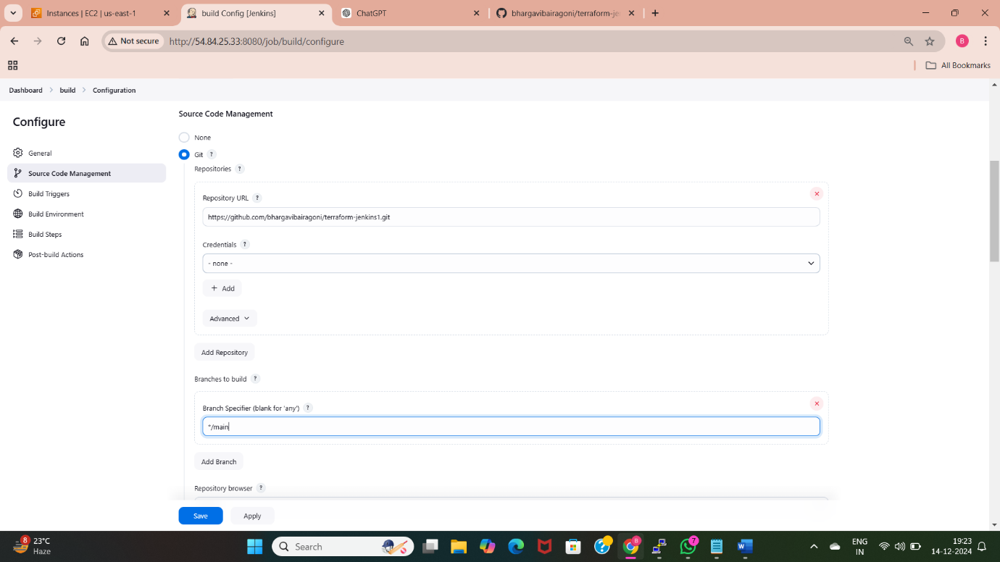 Instances | EC2 | us-east-1
build Config [Jenkins]
ChatGPT
bhargavibairagoni/terraform-je
Not secure
http://54.84.25.33:8080/job/build/configure
B
All Bookmarks
Dashboard > build > Configuration
Configure
General
Source Code Management
Build Triggers
Build Environment
Build Steps
Post-build Actions
Source Code Management
None
Git ?
Repositories ?
Repository URL ?
https://github.com/bhargavibairagoni/terraform-jenkins1.git
Credentials ?
- none -
+ Add
Advanced
Add Repository
Branches to build ?
Branch Specifier (blank for 'any') ?
*/main
Add Branch
Repository browser ?
Save
Apply
8
23°C
Haze
Search
B
7
ENG
IN
19:23
14-12-2024